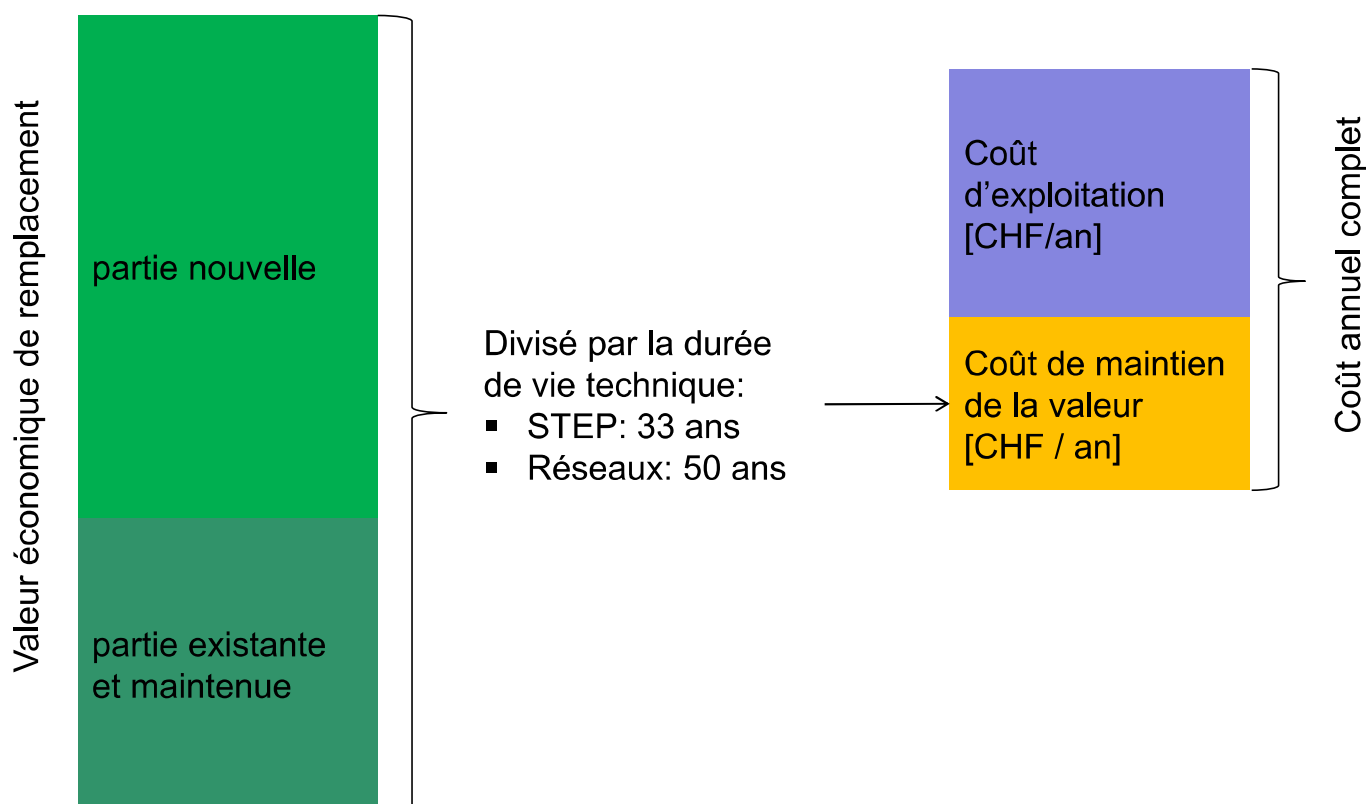 Valeur économique de remplacement
partie nouvelle
partie existante
et maintenue
Divisé par la durée
de vie technique:
▪ STEP: 33 ans
▪ Réseaux: 50 ans
Coût
d’exploitation
[CHF/an]
Coût de maintien
de la valeur
[CHF / an]
Coût annuel complet